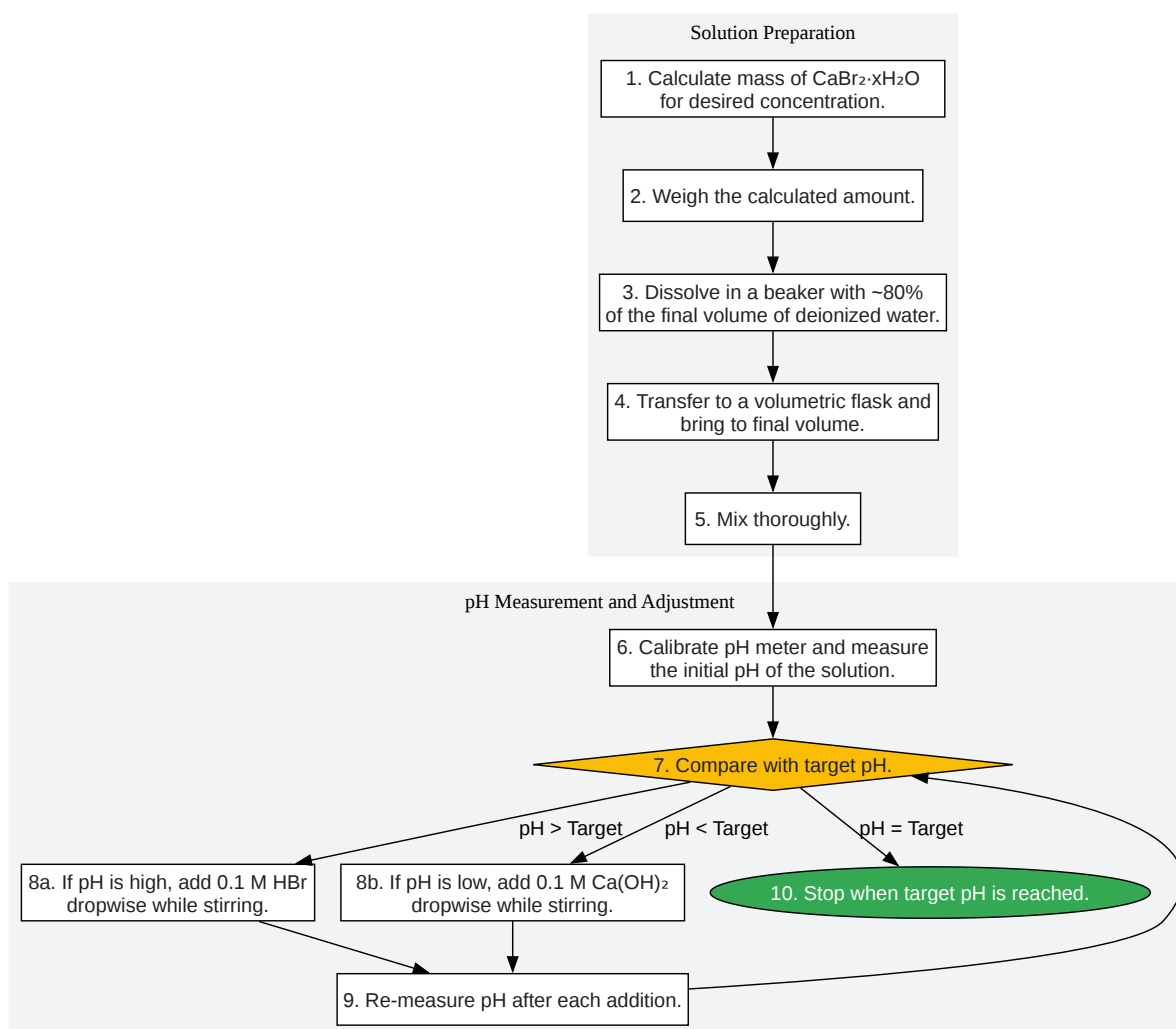 Solution Preparation
1. Calculate mass of CaBr₂·xH₂O
for desired concentration.
2. Weigh the calculated amount.
3. Dissolve in a beaker with ~80%
of the final volume of deionized water.
4. Transfer to a volumetric flask and
bring to final volume.
5. Mix thoroughly.
pH Measurement and Adjustment
6. Calibrate pH meter and measure
the initial pH of the solution.
7. Compare with target pH.
pH > Target
pH < Target
pH = Target
8a. If pH is high, add 0.1 M HBr
dropwise while stirring.
8b. If pH is low, add 0.1 M Ca(OH)₂
dropwise while stirring.
10. Stop when target pH is reached.
9. Re-measure pH after each addition.